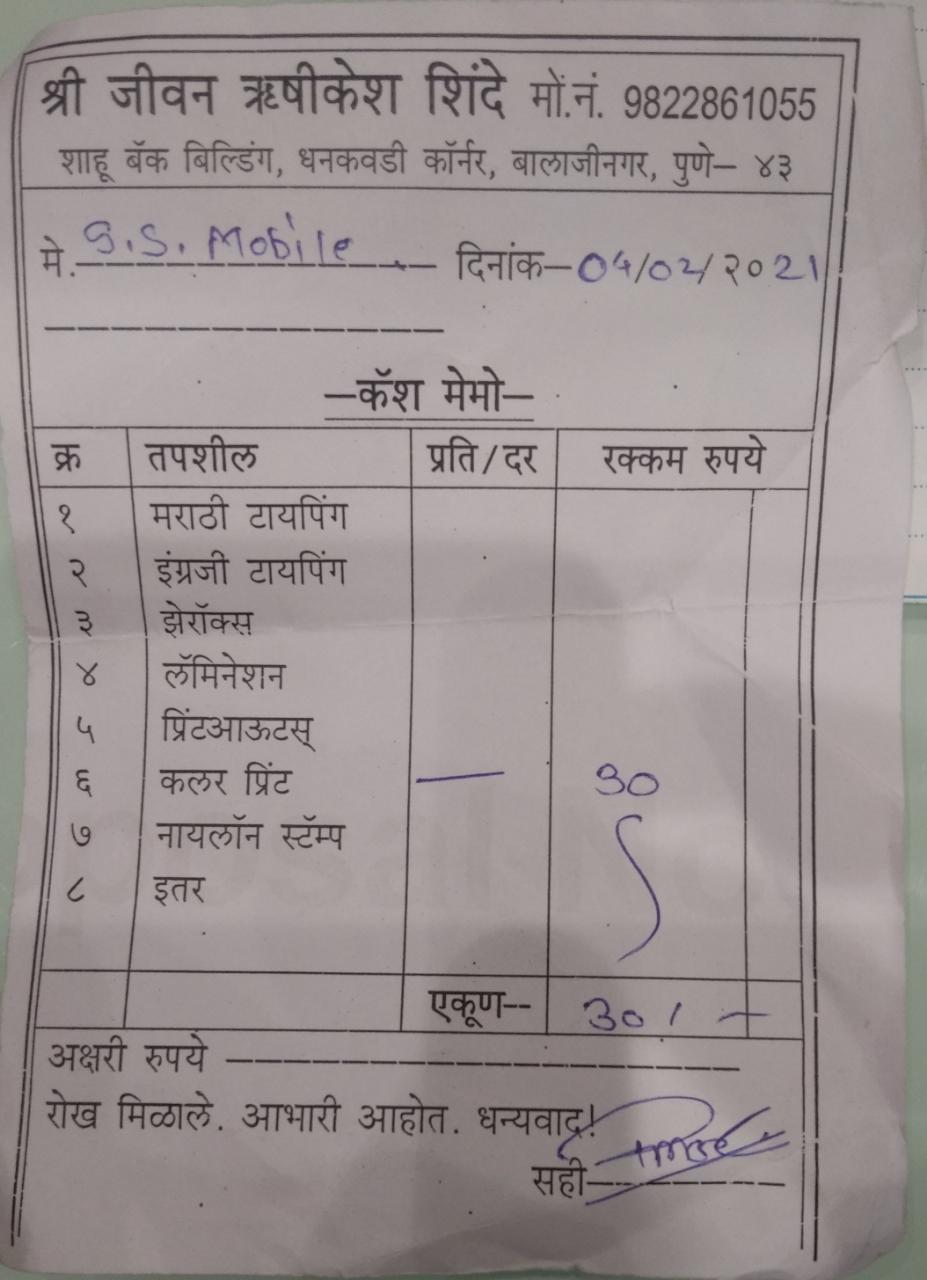 श्री जीवन ऋषीकेश शिंदे मों.नं. 9822861055
शाहू बॅक बिल्डिंग, धनकवडी कॉर्नर, बालाजीनगर, पुणे– ४३
मे. S.S. Mobile दिनांक–04/02/२०21
–कॅश मेमो–
क्र तपशील प्रति/दर रक्कम रुपये
१ मराठी टायपिंग
२ इंग्रजी टायपिंग
३ झेरॉक्स
४ लॅमिनेशन
५ प्रिंटआऊटस्
६ कलर प्रिंट — 30
७ नायलॉन स्टॅम्प
८ इतर
एकूण-- 30/—
अक्षरी रुपये
रोख मिळाले. आभारी आहोत. धन्यवाद!
सही